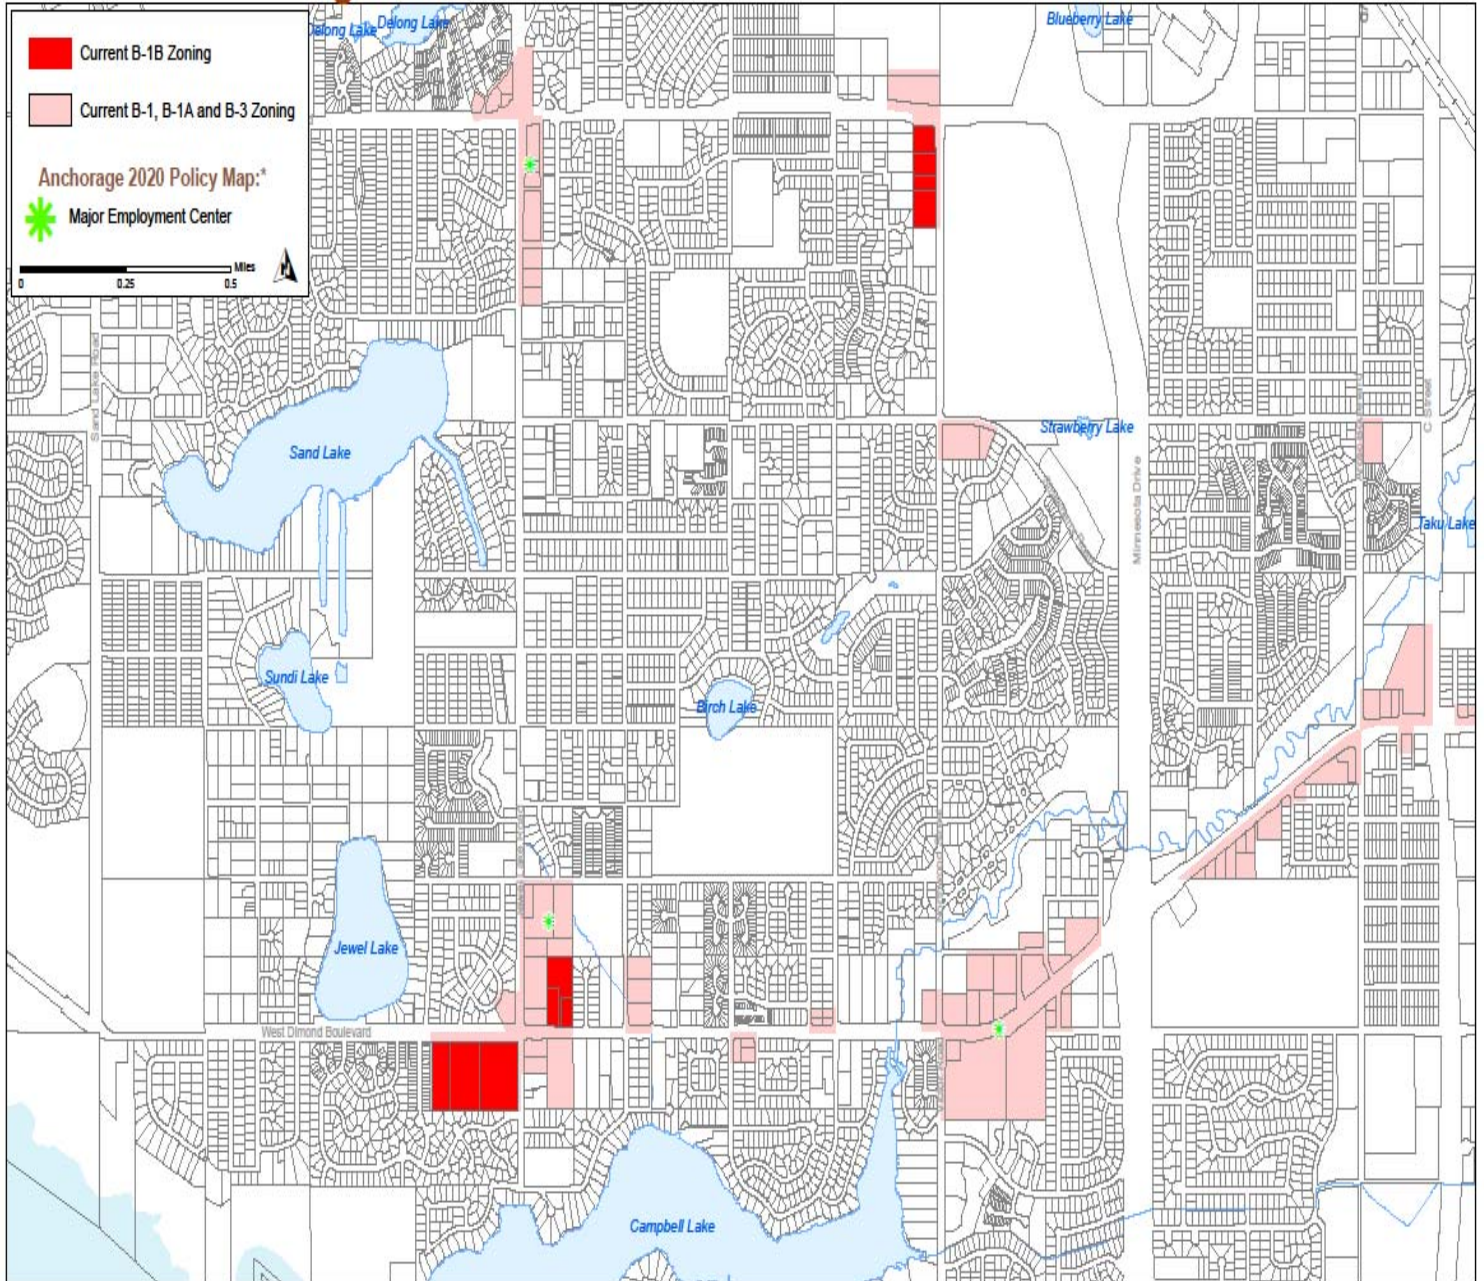 Current B-1B Zoning
Current B-1, B-1A and B-3 Zoning
Anchorage 2020 Policy Map:*
Major Employment Center
Miles
0 0.25 0.5
Delong Lake
Delong Lake
Blueberry Lake
Sand Lake Road
Sand Lake
Strawberry Lake
Minnesota Drive
C Street
Taku Lake
Sundi Lake
Birch Lake
Jewel Lake
West Dimond Boulevard
Campbell Lake